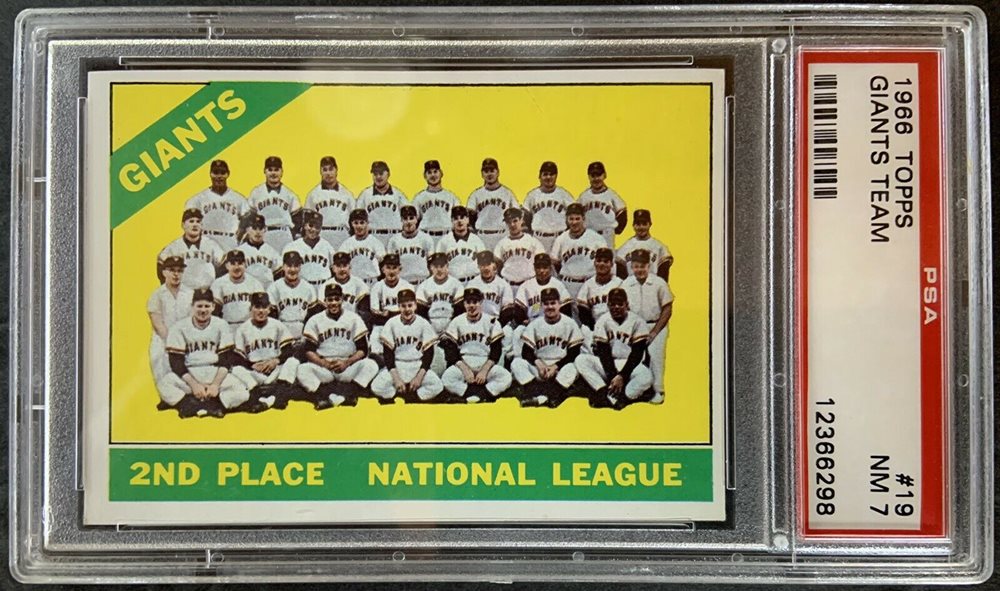 GIANTS
2ND PLACE NATIONAL LEAGUE
1966 TOPPS #19
GIANTS TEAM NM 7
12366298
PSA